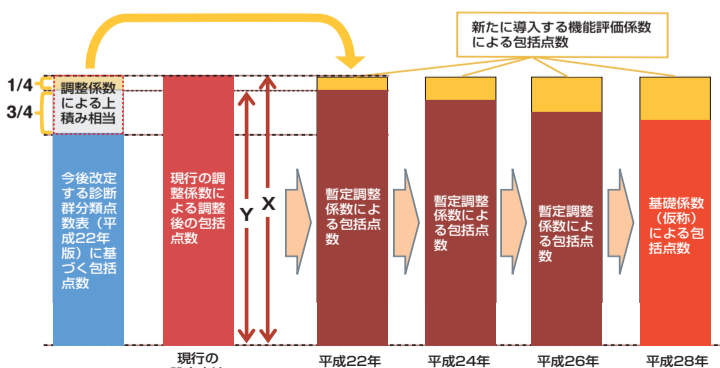 新たに導入する機能評価係数
による包括点数
1/4
3/4
調整係数
による上
積み相当
今後改定
する診断
群分類点
数表（平
成22年
版）に基
づく包括
点数
現行の調
整係数に
よる調整
後の包括
点数
Y
X
暫定調整
係数によ
る包括点
数
暫定調整
係数によ
る包括点
数
暫定調整
係数によ
る包括点
数
基礎係数
（仮称）
による包
括点数
現行の
平成22年
平成24年
平成26年
平成28年